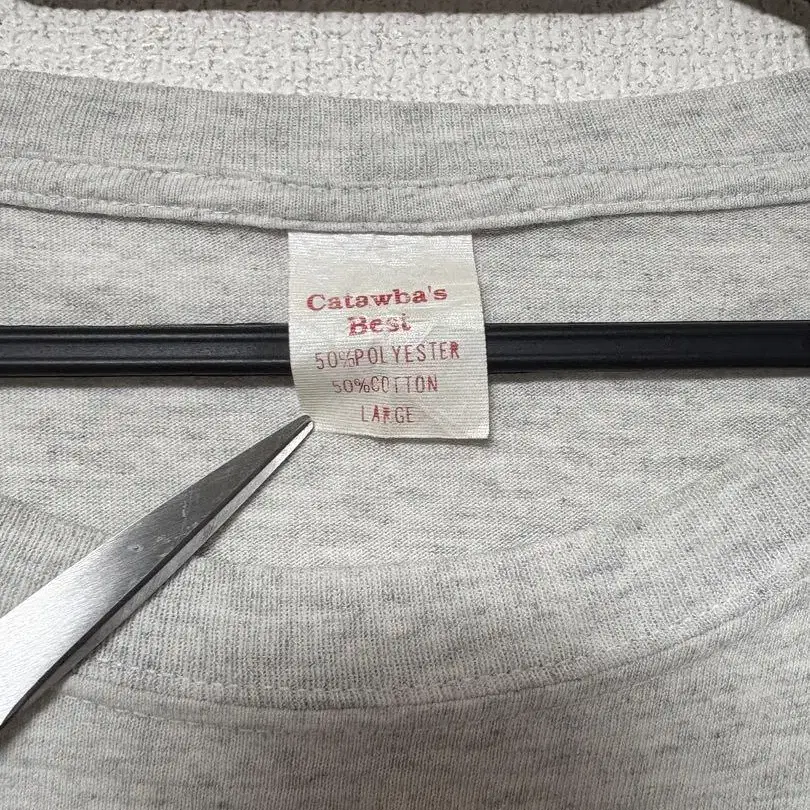 Catawba's
Best
50%POLYESTER
50%COTTON
LARGE